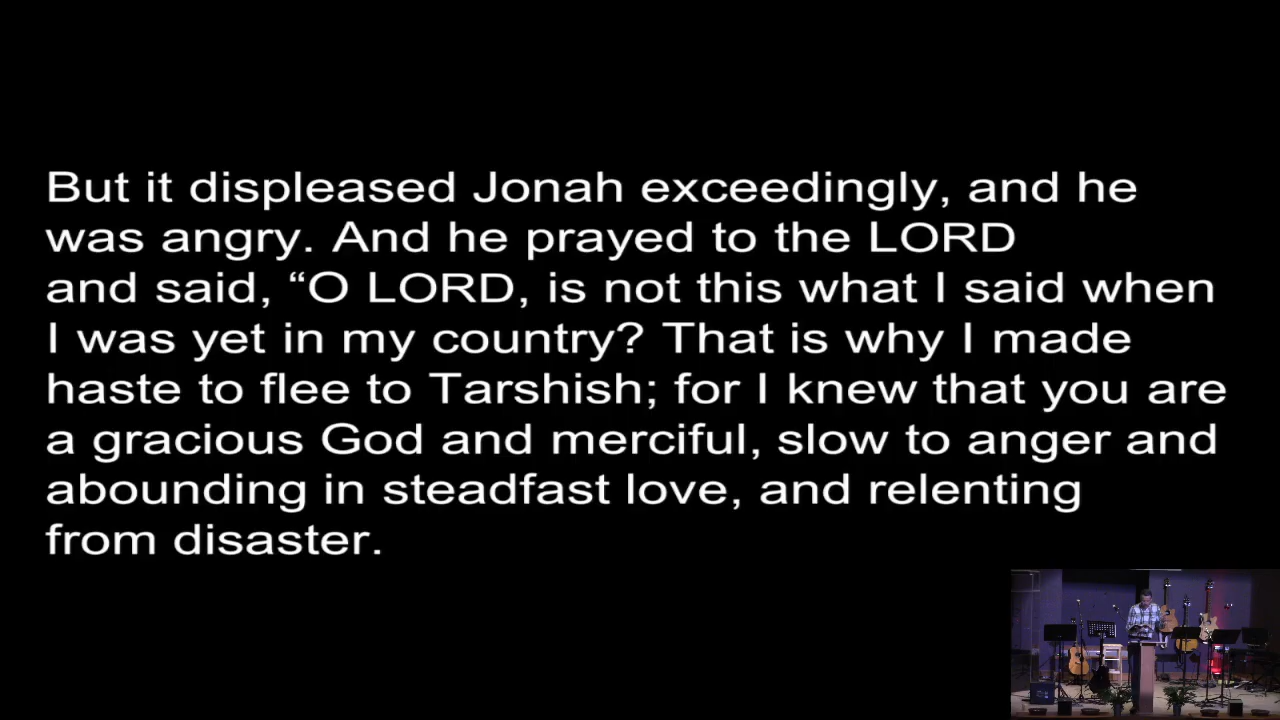 But it displeased Jonah exceedingly, and he
was angry. And he prayed to the LORD
and said, “O LORD, is not this what I said when
I was yet in my country? That is why I made
haste to flee to Tarshish; for I knew that you are
a gracious God and merciful, slow to anger and
abounding in steadfast love, and relenting
from disaster.